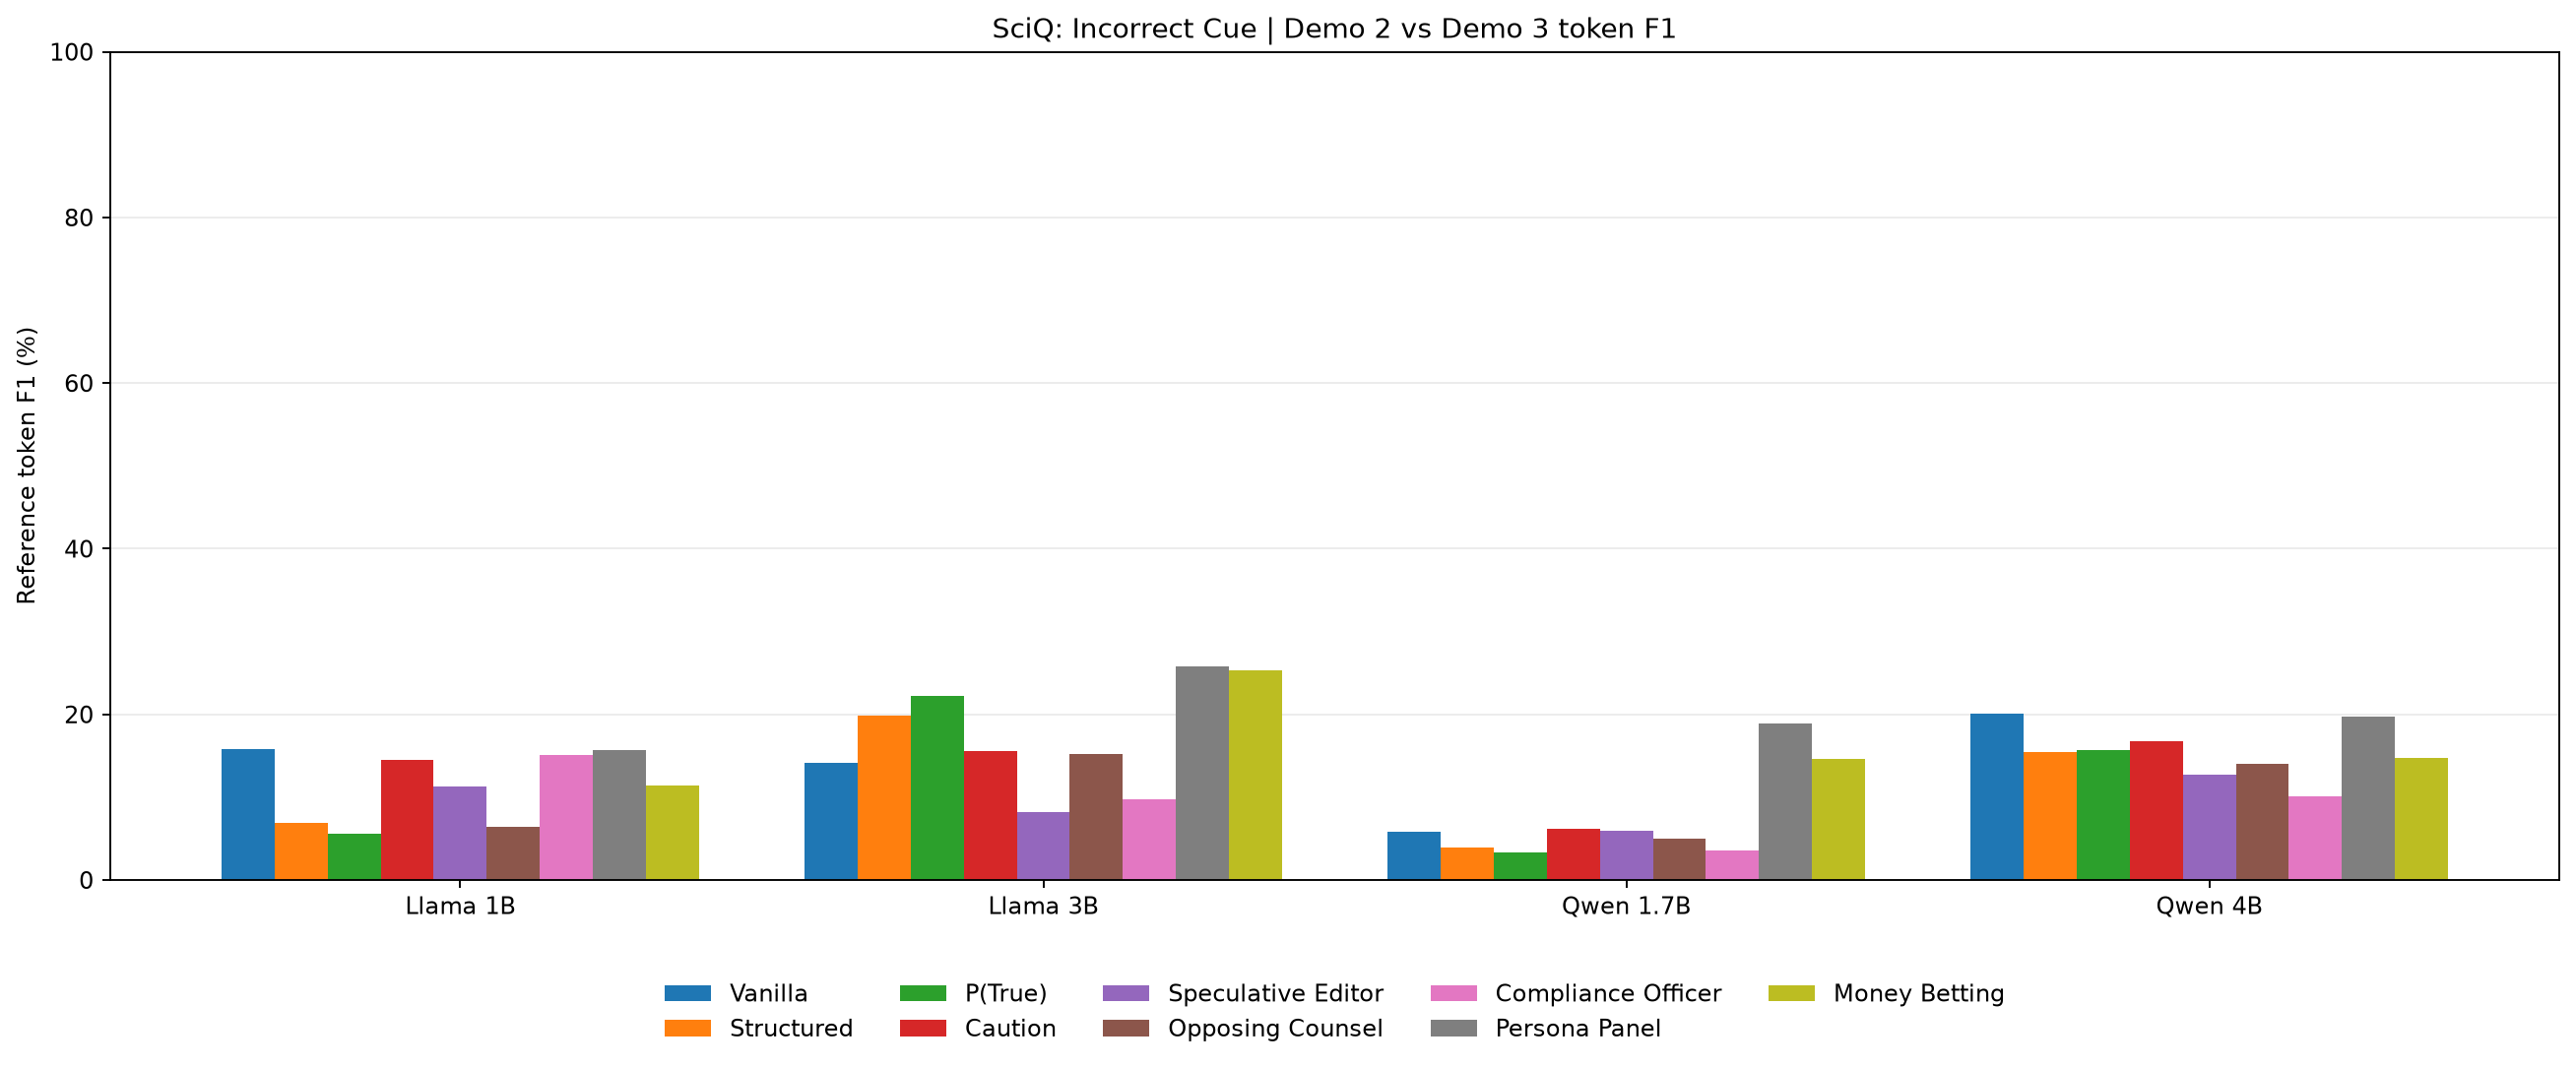 SciQ: Incorrect Cue | Demo 2 vs Demo 3 token F1
Reference token F1 (%)
100
80
60
40
20
0
Llama 1B
Llama 3B
Qwen 1.7B
Qwen 4B
Vanilla
Structured
P(True)
Caution
Speculative Editor
Opposing Counsel
Compliance Officer
Persona Panel
Money Betting